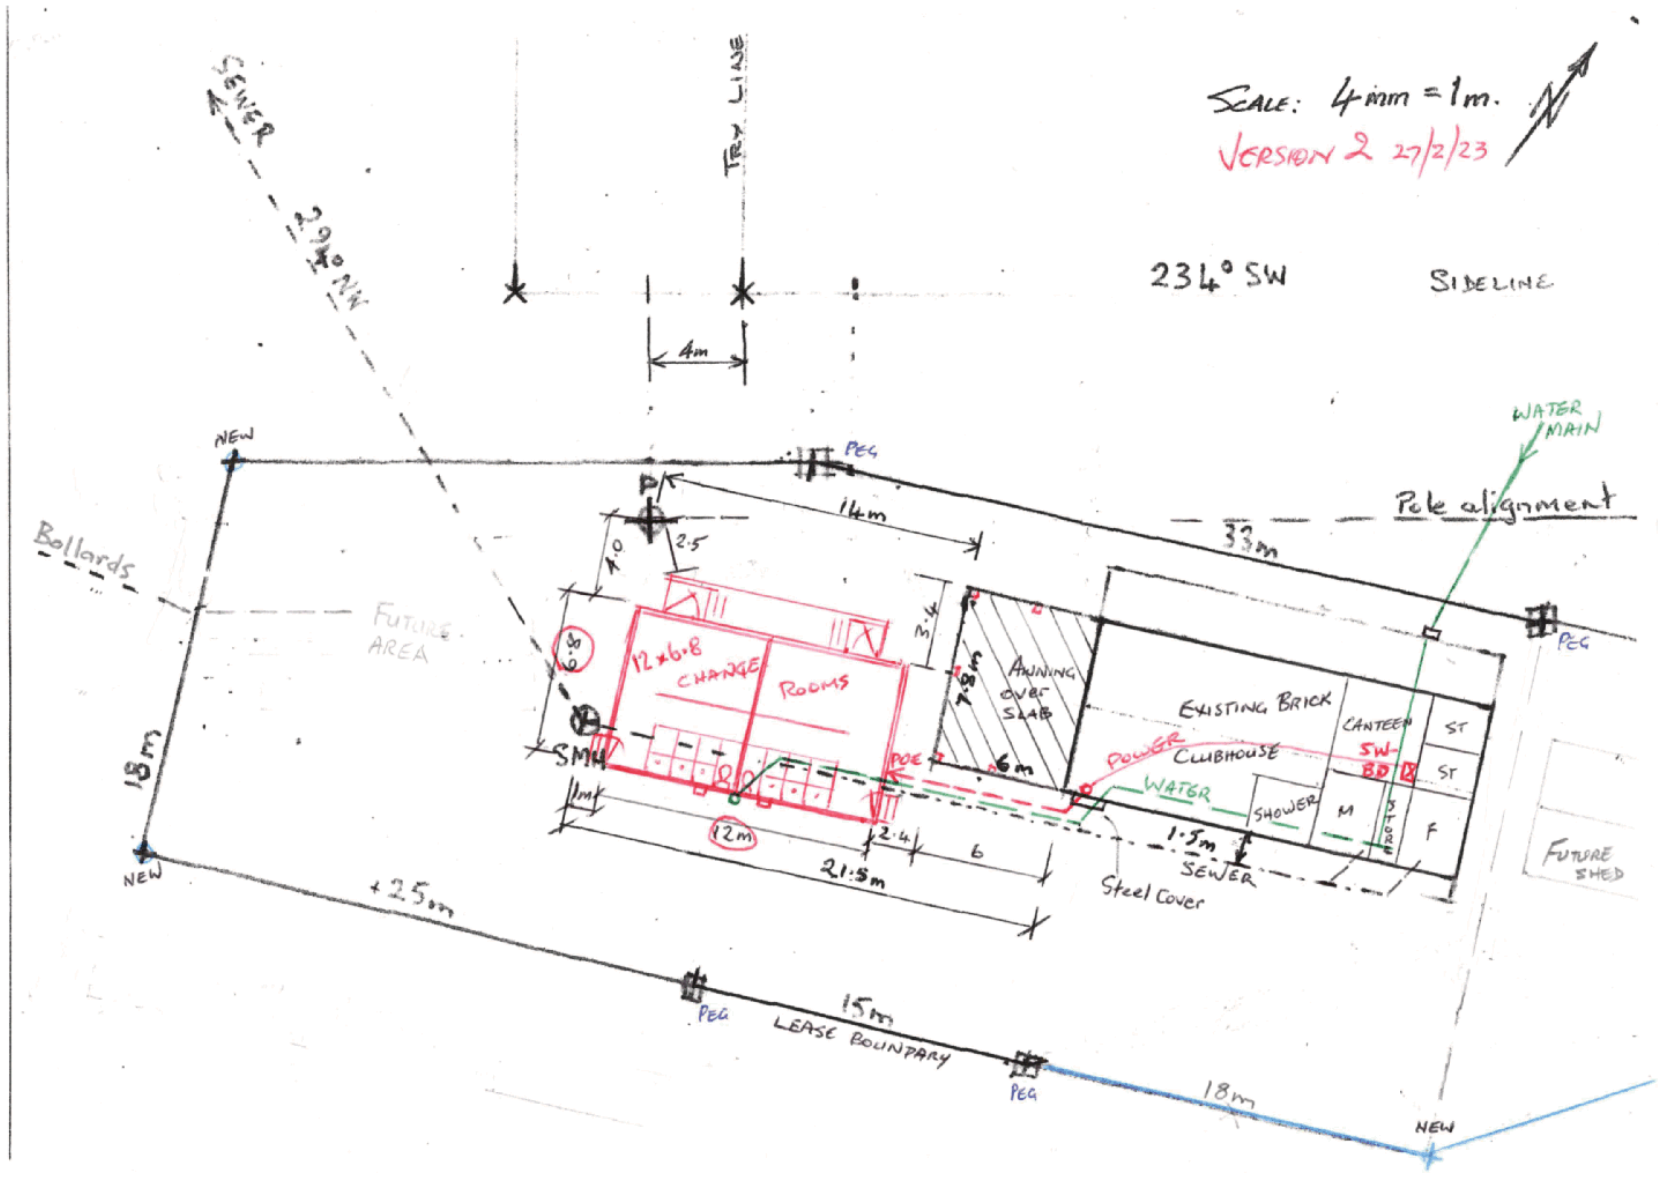 SEWER
294° NW
TRY LINE
SCALE: 4mm = 1m.
VERSION 2 27/2/23
N
234° SW
SIDELINE
4m
WATER
MAIN
NEW
PEG
Pole alignment
P
14m
33m
Bollards
4.0
2.5
FUTURE
AREA
3.4
PEG
6.8
12x6.8
CHANGE
ROOMS
AWNING
OVER
SLAB
7.8m
EXISTING BRICK
CLUBHOUSE
CANTEEN
ST
SW
BD
ST
POWER
POE
6m
WATER
SHOWER
M
STORE
F
SMH
18m
1m
12m
2.4
6
21.5m
1.5m
SEWER
Steel Cover
FUTURE
SHED
NEW
+25m
PEG
15m
LEASE BOUNDARY
PEG
18m
NEW